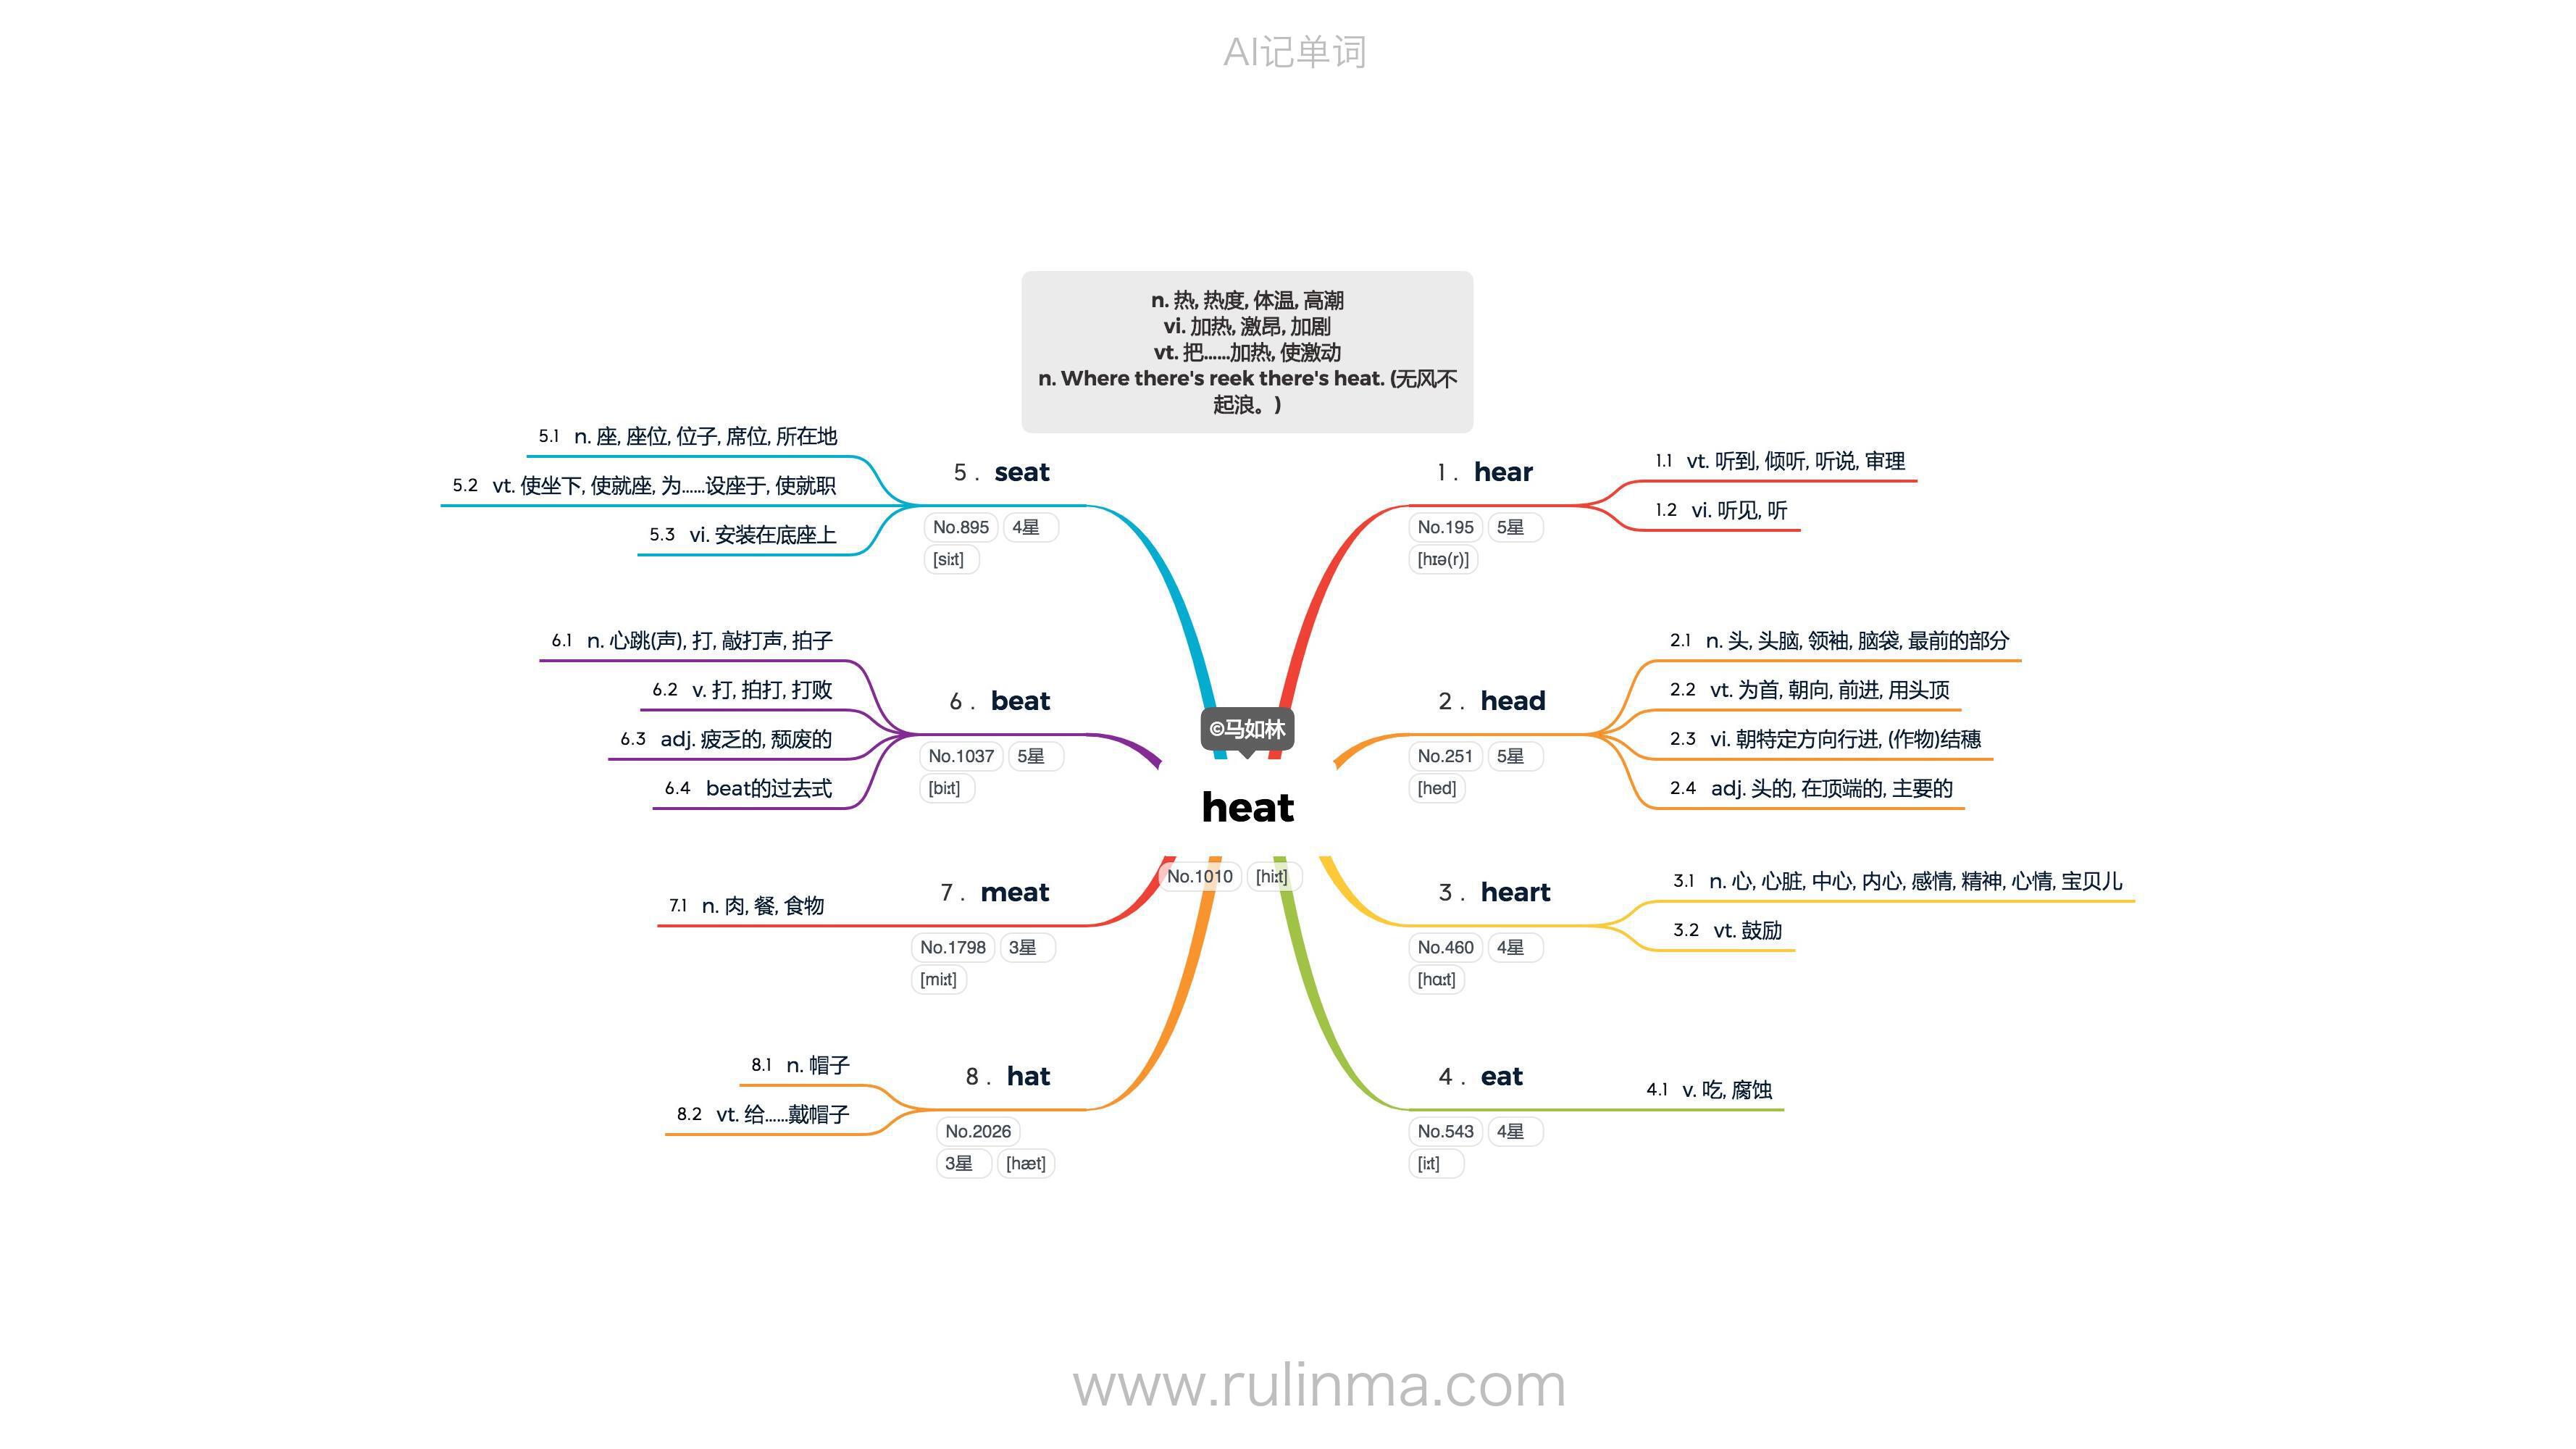 AI记单词
n. 热, 热度, 体温, 高潮
vi. 加热, 激昂, 加剧
vt. 把……加热, 使激动
n. Where there's reek there's heat. (无风不
起浪。)
©马如林
heat
No.1010 [hiːt]
1 . hear
No.195 5星
[hɪə(r)]
1.1 vt. 听到, 倾听, 听说, 审理
1.2 vi. 听见, 听
2 . head
No.251 5星
[hed]
2.1 n. 头, 头脑, 领袖, 脑袋, 最前的部分
2.2 vt. 为首, 朝向, 前进, 用头顶
2.3 vi. 朝特定方向行进, (作物)结穗
2.4 adj. 头的, 在顶端的, 主要的
3 . heart
No.460 4星
[hɑːt]
3.1 n. 心, 心脏, 中心, 内心, 感情, 精神, 心情, 宝贝儿
3.2 vt. 鼓励
4 . eat
No.543 4星
[iːt]
4.1 v. 吃, 腐蚀
5 . seat
No.895 4星
[siːt]
5.1 n. 座, 座位, 位子, 席位, 所在地
5.2 vt. 使坐下, 使就座, 为……设座于, 使就职
5.3 vi. 安装在底座上
6 . beat
No.1037 5星
[biːt]
6.1 n. 心跳(声), 打, 敲打声, 拍子
6.2 v. 打, 拍打, 打败
6.3 adj. 疲乏的, 颓废的
6.4 beat的过去式
7 . meat
No.1798 3星
[miːt]
7.1 n. 肉, 餐, 食物
8 . hat
No.2026
3星 [hæt]
8.1 n. 帽子
8.2 vt. 给……戴帽子
www.rulinma.com